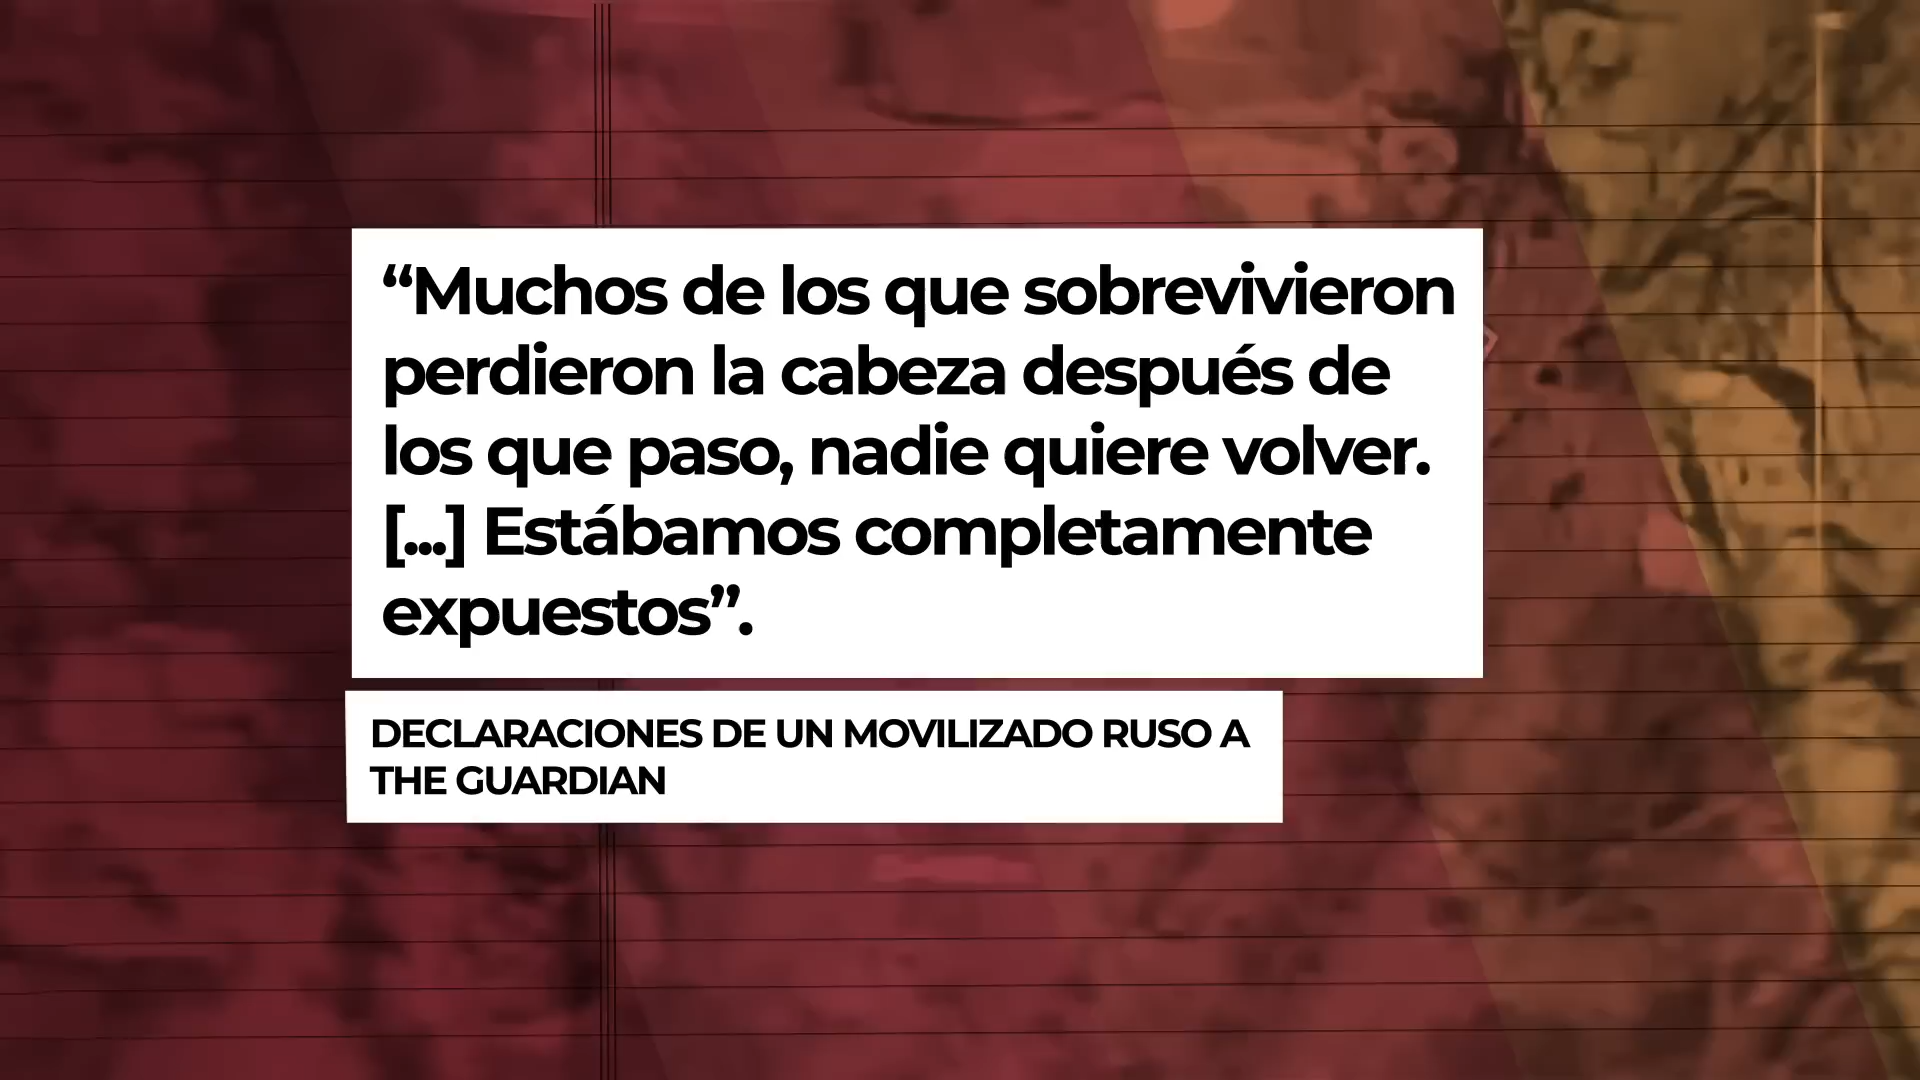 “Muchos de los que sobrevivieron
perdieron la cabeza después de
los que paso, nadie quiere volver.
[...] Estábamos completamente
expuestos”.
DECLARACIONES DE UN MOVILIZADO RUSO A
THE GUARDIAN